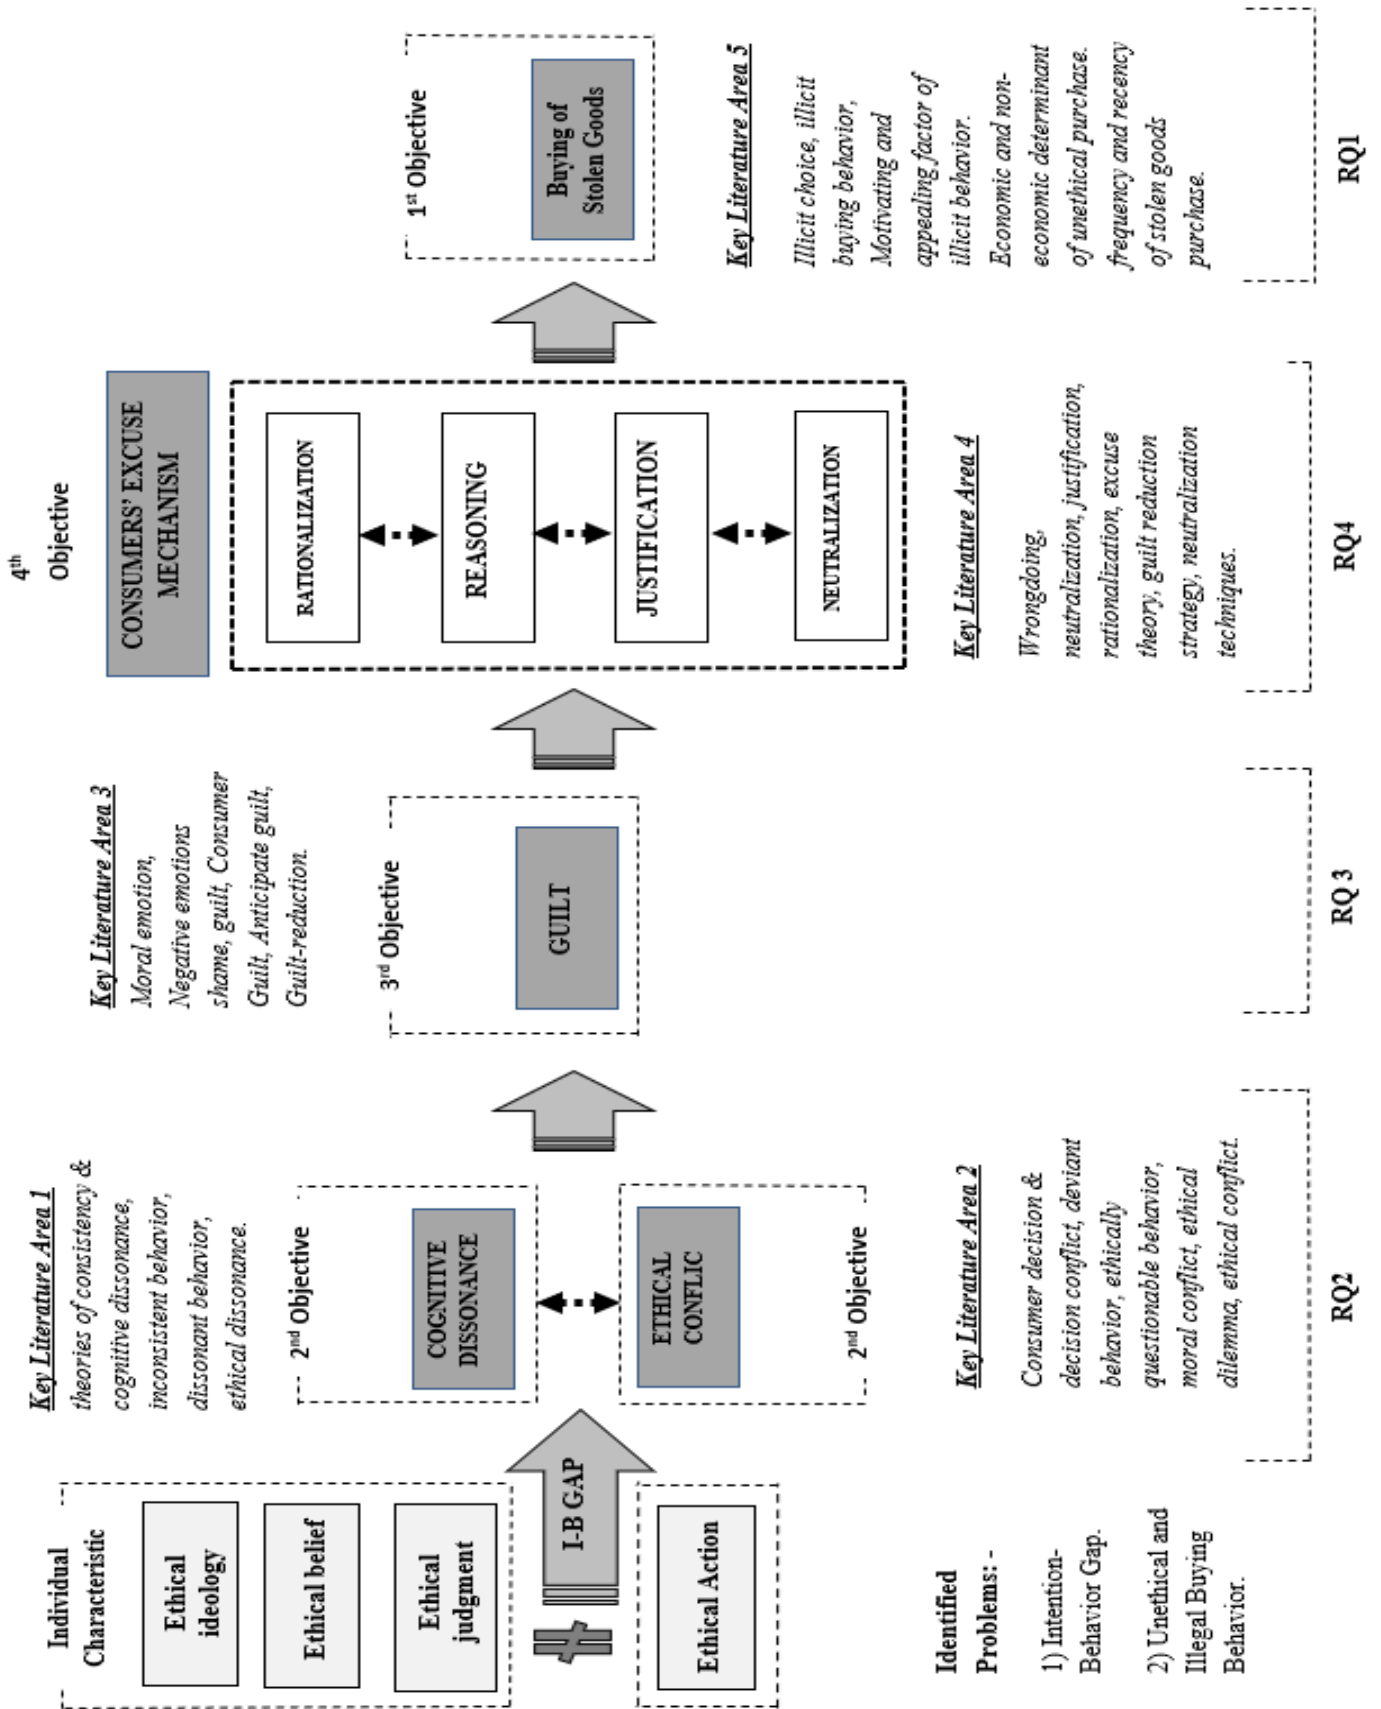 Individual
Characteristic
Ethical
ideology
Ethical belief
Ethical
judgment
≠
I-B GAP
Ethical Action
Identified
Problems: -
1) Intention-
Behavior Gap.
2) Unethical and
Illegal Buying
Behavior.
Key Literature Area 1
theories of consistency &
cognitive dissonance,
inconsistent behavior,
dissonant behavior,
ethical dissonance.
2nd Objective
COGNITIVE
DISSONANCE
ETHICAL
CONFLIC
2nd Objective
Key Literature Area 2
Consumer decision &
decision conflict, deviant
behavior, ethically
questionable behavior,
moral conflict, ethical
dilemma, ethical conflict.
RQ2
Key Literature Area 3
Moral emotion,
Negative emotions
shame, guilt, Consumer
Guilt, Anticipate guilt,
Guilt-reduction.
3rd Objective
GUILT
RQ 3
4th
Objective
CONSUMERS' EXCUSE
MECHANISM
RATIONALIZATION
REASONING
JUSTIFICATION
NEUTRALIZATION
Key Literature Area 4
Wrongdoing,
neutralization, justification,
rationalization, excuse
theory, guilt reduction
strategy, neutralization
techniques.
RQ4
1st Objective
Buying of
Stolen Goods
Key Literature Area 5
Illicit choice, illicit
buying behavior,
Motivating and
appealing factor of
illicit behavior.
Economic and non-
economic determinant
of unethical purchase.
frequency and recency
of stolen goods
purchase.
RQ1